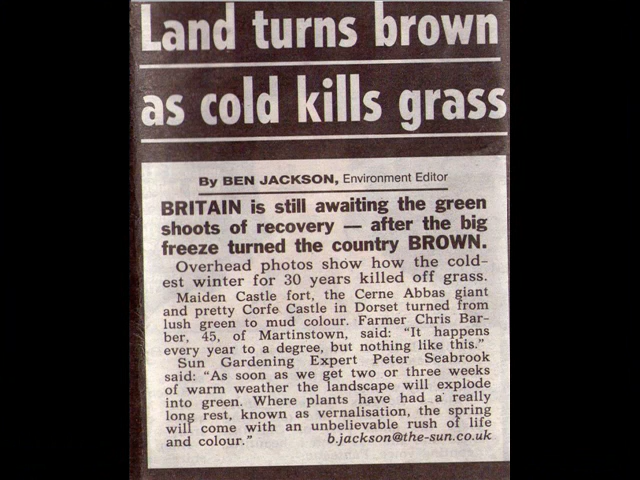 Land turns brown
as cold kills grass
By BEN JACKSON, Environment Editor
BRITAIN is still awaiting the green
shoots of recovery — after the big
freeze turned the country BROWN.
Overhead photos show how the cold-
est winter for 30 years killed off grass.
Maiden Castle fort, the Cerne Abbas giant
and pretty Corfe Castle in Dorset turned from
lush green to mud colour. Farmer Chris Bar-
ber, 45, of Martinstown, said: “It happens
every year to a degree, but nothing like this.”
Sun Gardening Expert Peter Seabrook
said: “As soon as we get two or three weeks
of warm weather the landscape will explode
into green. Where plants have had a really
long rest, known as vernalisation, the spring
will come with an unbelievable rush of life
and colour.” b.jackson@the-sun.co.uk